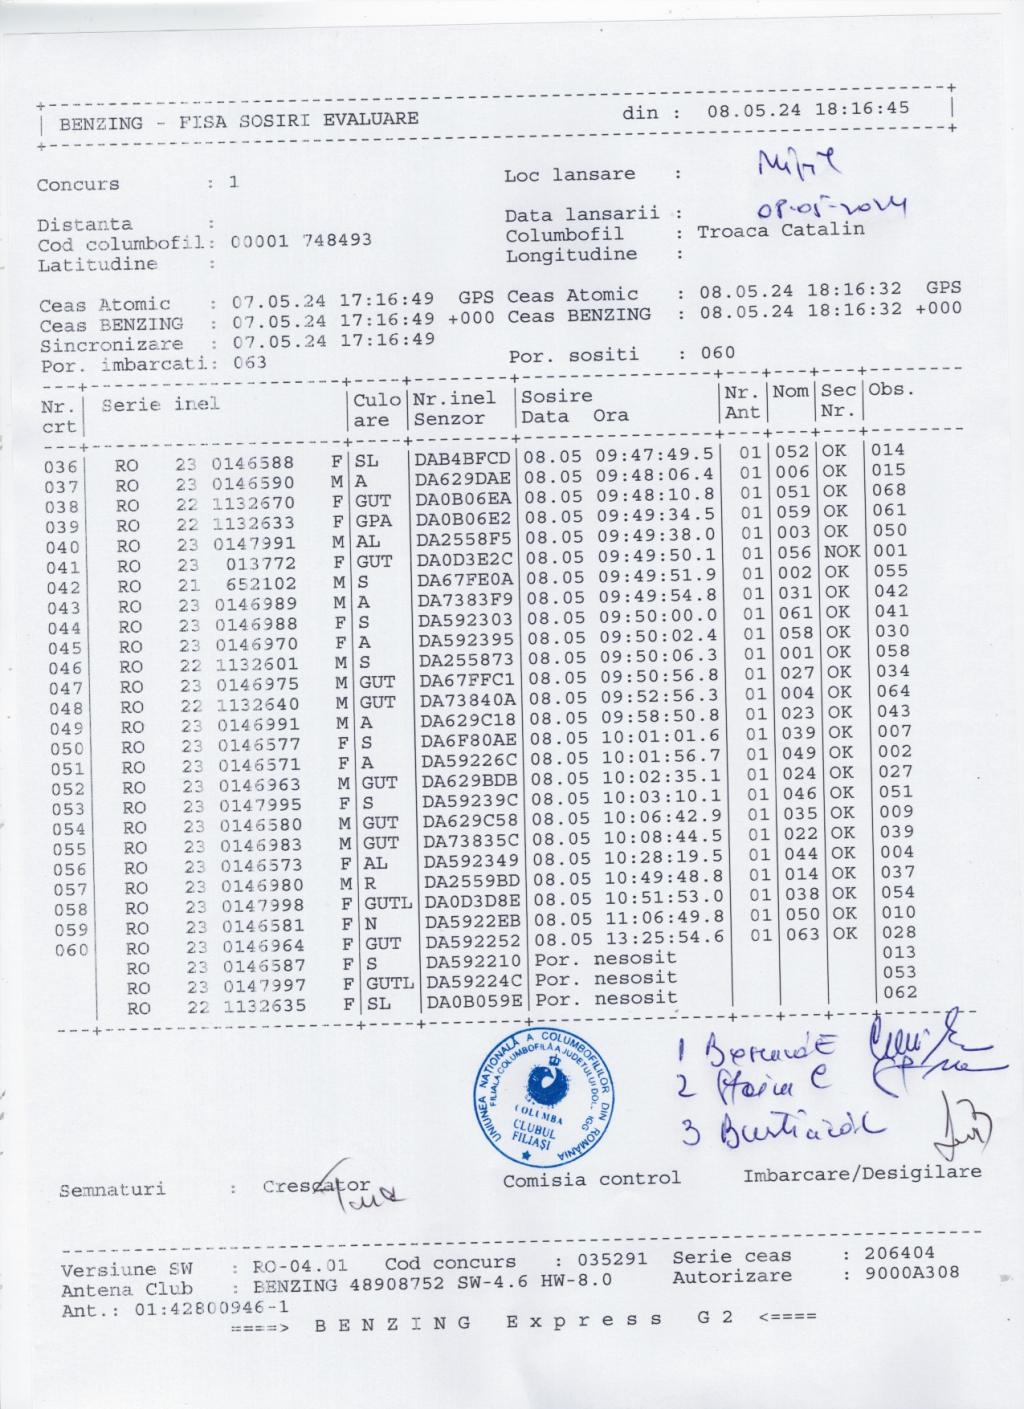 BENZING - FISA SOSIRI EVALUARE din : 08.05.24 18:16:45
Concurs : 1 Loc lansare : Mizil
Distanta : Data lansarii : 08-05-2024
Cod columbofil: 00001 748493 Columbofil : Troaca Catalin
Latitudine : Longitudine :
Ceas Atomic : 07.05.24 17:16:49 GPS Ceas Atomic : 08.05.24 18:16:32 GPS
Ceas BENZING : 07.05.24 17:16:49 +000 Ceas BENZING : 08.05.24 18:16:32 +000
Sincronizare : 07.05.24 17:16:49
Por. imbarcati: 063 Por. sositi : 060
Nr. Serie inel Culo Nr.inel Sosire Nr. Nom Sec Obs.
crt are Senzor Data Ora Ant Nr.
036 RO 23 0146588 F SL DAB4BFCD 08.05 09:47:49.5 01 052 OK 014
037 RO 23 0146590 M A DA629DAE 08.05 09:48:06.4 01 006 OK 015
038 RO 22 1132670 F GUT DA0B06EA 08.05 09:48:10.8 01 051 OK 068
039 RO 22 1132633 F GPA DA0B06E2 08.05 09:49:34.5 01 059 OK 061
040 RO 23 0147991 M AL DA2558F5 08.05 09:49:38.0 01 003 OK 050
041 RO 23 013772 F GUT DA0D3E2C 08.05 09:49:50.1 01 056 NOK 001
042 RO 21 652102 M S DA67FE0A 08.05 09:49:51.9 01 002 OK 055
043 RO 23 0146989 M A DA7383F9 08.05 09:49:54.8 01 031 OK 042
044 RO 23 0146988 F S DA592303 08.05 09:50:00.0 01 061 OK 041
045 RO 23 0146970 F A DA592395 08.05 09:50:02.4 01 058 OK 030
046 RO 22 1132601 M S DA255873 08.05 09:50:06.3 01 001 OK 058
047 RO 23 0146975 M GUT DA67FFC1 08.05 09:50:56.8 01 027 OK 034
048 RO 22 1132640 M GUT DA73840A 08.05 09:52:56.3 01 004 OK 064
049 RO 23 0146991 M A DA629C18 08.05 09:58:50.8 01 023 OK 043
050 RO 23 0146577 F S DA6F80AE 08.05 10:01:01.6 01 039 OK 007
051 RO 23 0146571 F A DA59226C 08.05 10:01:56.7 01 049 OK 002
052 RO 23 0146963 M GUT DA629BDB 08.05 10:02:35.1 01 024 OK 027
053 RO 23 0147995 F S DA59239C 08.05 10:03:10.1 01 046 OK 051
054 RO 23 0146580 M GUT DA629C58 08.05 10:06:42.9 01 035 OK 009
055 RO 23 0146983 M GUT DA73835C 08.05 10:08:44.5 01 022 OK 039
056 RO 23 0146573 F AL DA592349 08.05 10:28:19.5 01 044 OK 004
057 RO 23 0146980 M R DA2559BD 08.05 10:49:48.8 01 014 OK 037
058 RO 23 0147998 F GUTL DA0D3D8E 08.05 10:51:53.0 01 038 OK 054
059 RO 23 0146581 F N DA5922EB 08.05 11:06:49.8 01 050 OK 010
060 RO 23 0146964 F GUT DA592252 08.05 13:25:54.6 01 063 OK 028
RO 23 0146587 F S DA592210 Por. nesosit 013
RO 23 0147997 F GUTL DA59224C Por. nesosit 053
RO 22 1132635 F SL DA0B059E Por. nesosit 062
UNIUNEA NAȚIONALĂ A COLUMBOFILILOR DIN ROMÂNIA
FILIALA COLUMBOFILĂ A JUDEȚULUI DOLJ
COLUMBA
CLUBUL
FILIAȘI
1
2 Stoica C
3
Semnaturi : Crescator Comisia control Imbarcare/Desigilare
Versiune SW : RO-04.01 Cod concurs : 035291 Serie ceas : 206404
Antena Club : BENZING 48908752 SW-4.6 HW-8.0 Autorizare : 9000A308
Ant.: 01:42800946-1
====> B E N Z I N G E x p r e s s G 2 <====